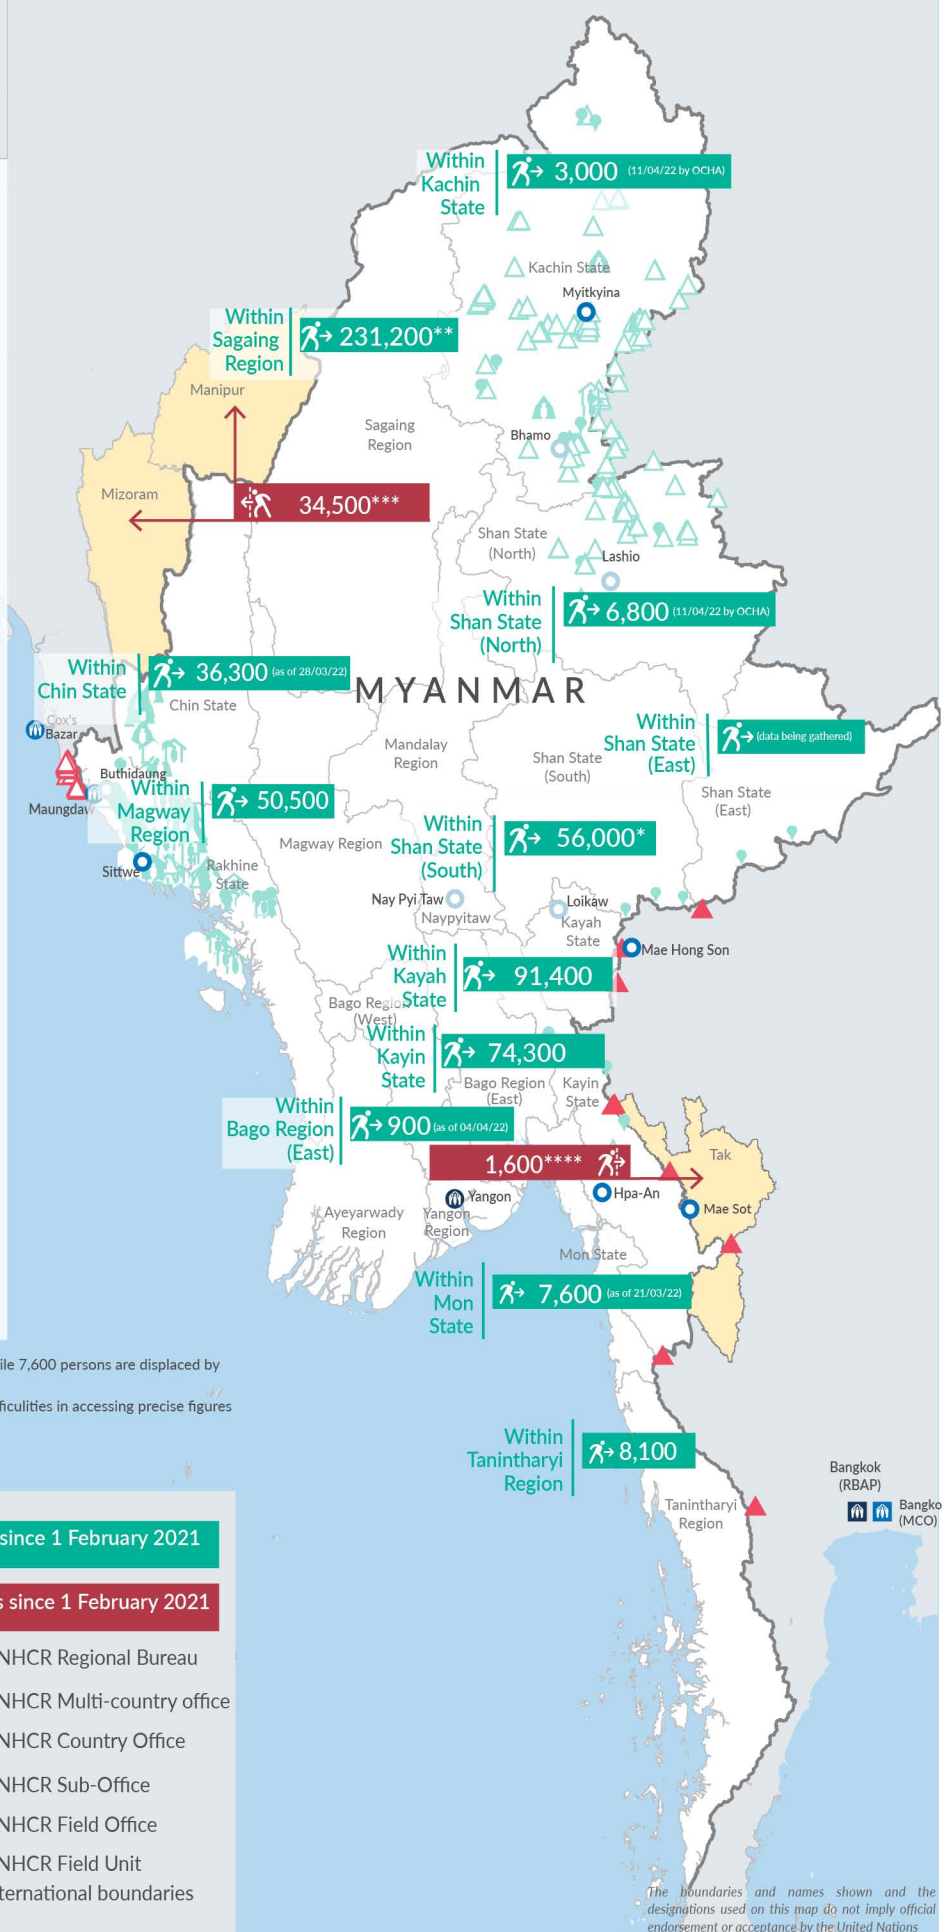 Within
Kachin
State
3,000 (11/04/22 by OCHA)
Kachin State
Myitkyina
Within
Sagaing
Region
231,200**
Manipur
Sagaing
Region
Bhamo
Mizoram
34,500***
Shan State
(North)
Lashio
Within
Shan State
(North)
6,800 (11/04/22 by OCHA)
Within
Chin State
36,300 (as of 28/03/22)
MYANMAR
Chin State
Cox's
Bazar
Within
Shan State
(East)
(data being gathered)
Mandalay
Region
Shan State
(South)
Shan State
(East)
Buthidaung
Maungdaw
Within
Magway
Region
50,500
Magway Region
Within
Shan State
(South)
56,000*
Sittwe
Rakhine
State
Nay Pyi Taw
Naypyitaw
Loikaw
Kayah
State
Mae Hong Son
Within
Kayah
State
91,400
Bago Region
(West)
Within
Kayin
State
74,300
Bago Region
(East)
Kayin
State
Within
Bago Region
(East)
900 (as of 04/04/22)
1,600****
Tak
Hpa-An
Mae Sot
Yangon
Yangon
Region
Ayeyarwady
Region
Mon State
Within
Mon
State
7,600 (as of 21/03/22)
ile 7,600 persons are displaced by
ficulities in accessing precise figures
Within
Tanintharyi
Region
8,100
Tanintharyi
Region
Bangkok
(RBAP)
Bangko
(MCO)
since 1 February 2021
s since 1 February 2021
NHCR Regional Bureau
NHCR Multi-country office
NHCR Country Office
NHCR Sub-Office
NHCR Field Office
NHCR Field Unit
ternational boundaries
The boundaries and names shown and the
designations used on this map do not imply official
endorsement or acceptance by the United Nations